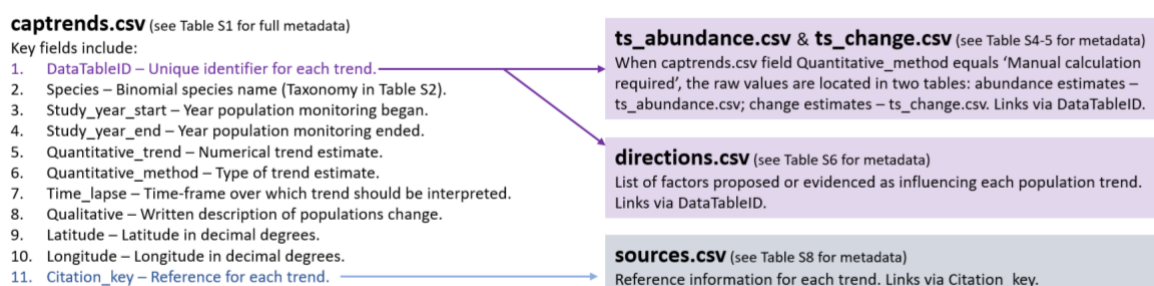 captrends.csv (see Table S1 for full metadata)
Key fields include:
1. DataTableID – Unique identifier for each trend.
2. Species – Binomial species name (Taxonomy in Table S2).
3. Study_year_start – Year population monitoring began.
4. Study_year_end – Year population monitoring ended.
5. Quantitative_trend – Numerical trend estimate.
6. Quantitative_method – Type of trend estimate.
7. Time_lapse – Time-frame over which trend should be interpreted.
8. Qualitative – Written description of populations change.
9. Latitude – Latitude in decimal degrees.
10. Longitude – Longitude in decimal degrees.
11. Citation_key – Reference for each trend.
ts_abundance.csv & ts_change.csv (see Table S4-5 for metadata)
When captrends.csv field Quantitative_method equals ‘Manual calculation
required’, the raw values are located in two tables: abundance estimates –
ts_abundance.csv; change estimates – ts_change.csv. Links via DataTableID.
directions.csv (see Table S6 for metadata)
List of factors proposed or evidenced as influencing each population trend.
Links via DataTableID.
sources.csv (see Table S8 for metadata)
Reference information for each trend. Links via Citation_key.